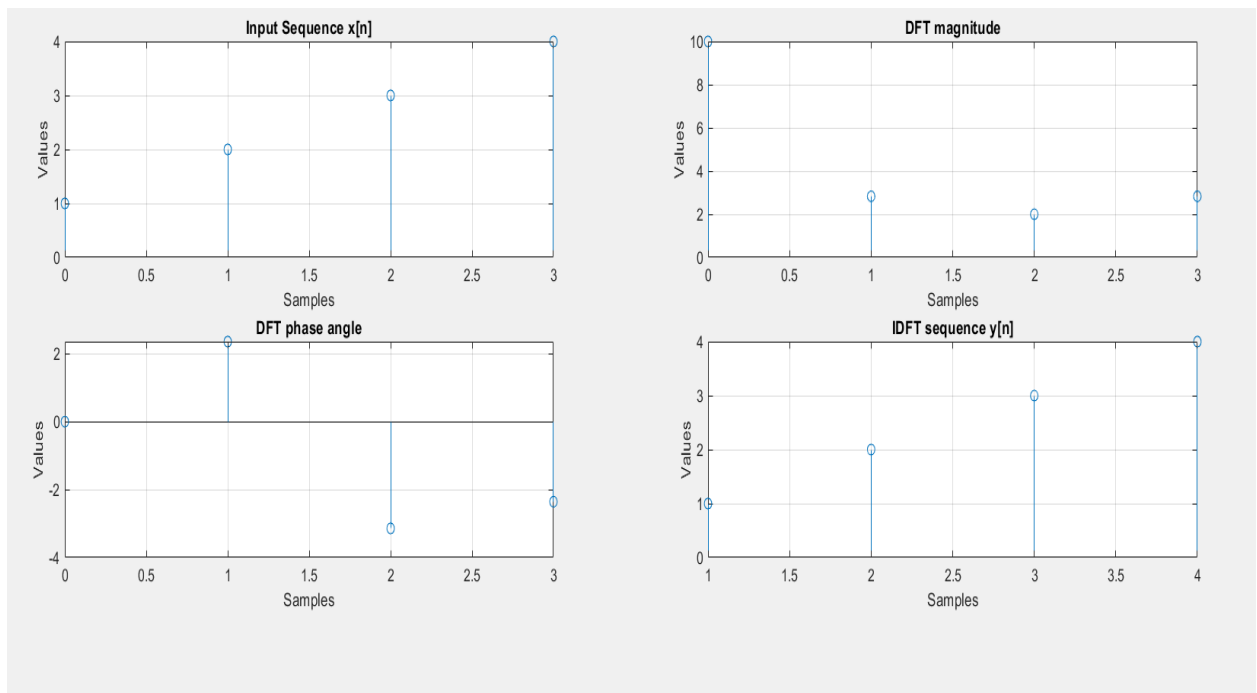 Input Sequence x[n]
4
3
2
1
0
Values
0 0.5 1 1.5 2 2.5 3
Samples
DFT magnitude
10
8
6
4
2
0
Values
0 0.5 1 1.5 2 2.5 3
Samples
DFT phase angle
2
0
-2
-4
Values
0 0.5 1 1.5 2 2.5 3
Samples
IDFT sequence y[n]
4
3
2
1
0
Values
1 1.5 2 2.5 3 3.5 4
Samples